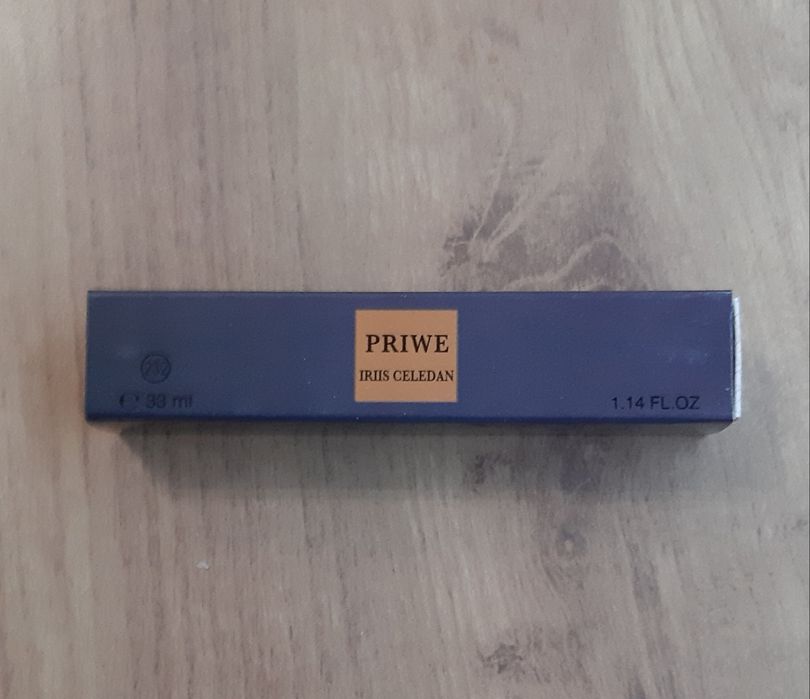 PRIWE
IRIIS CELEDAN
212
℮ 33 ml
1.14 FL.OZ